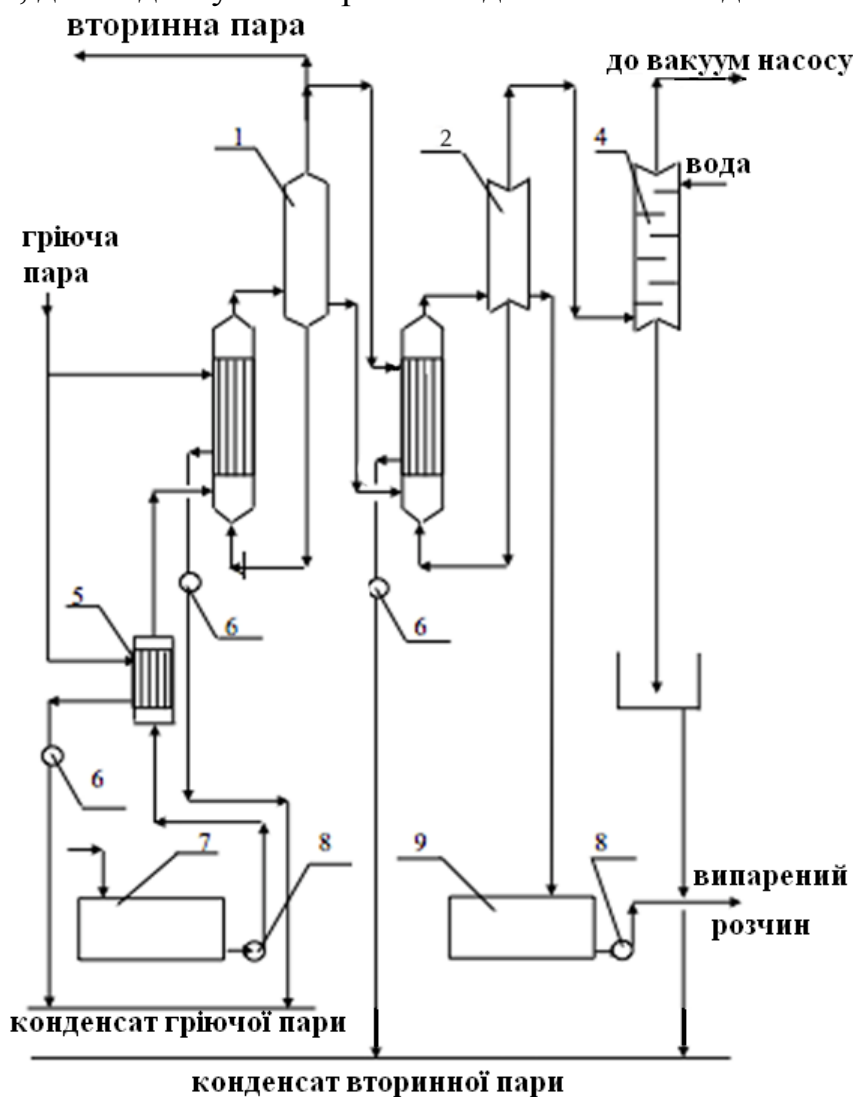 вторинна пара
до вакуум насосу
1
2
4
вода
гріюча
пара
5
6
6
6
7
8
9
8
випарений
розчин
конденсат гріючої пари
конденсат вторинної пари